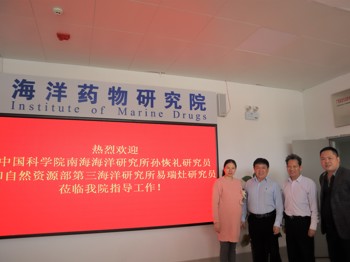 海洋药物研究院
Institute of Marine Drugs
热烈欢迎
中国科学院南海海洋研究所孙恢礼研究员
和自然资源部第三海洋研究所易瑞灶研究员
莅临我院指导工作！